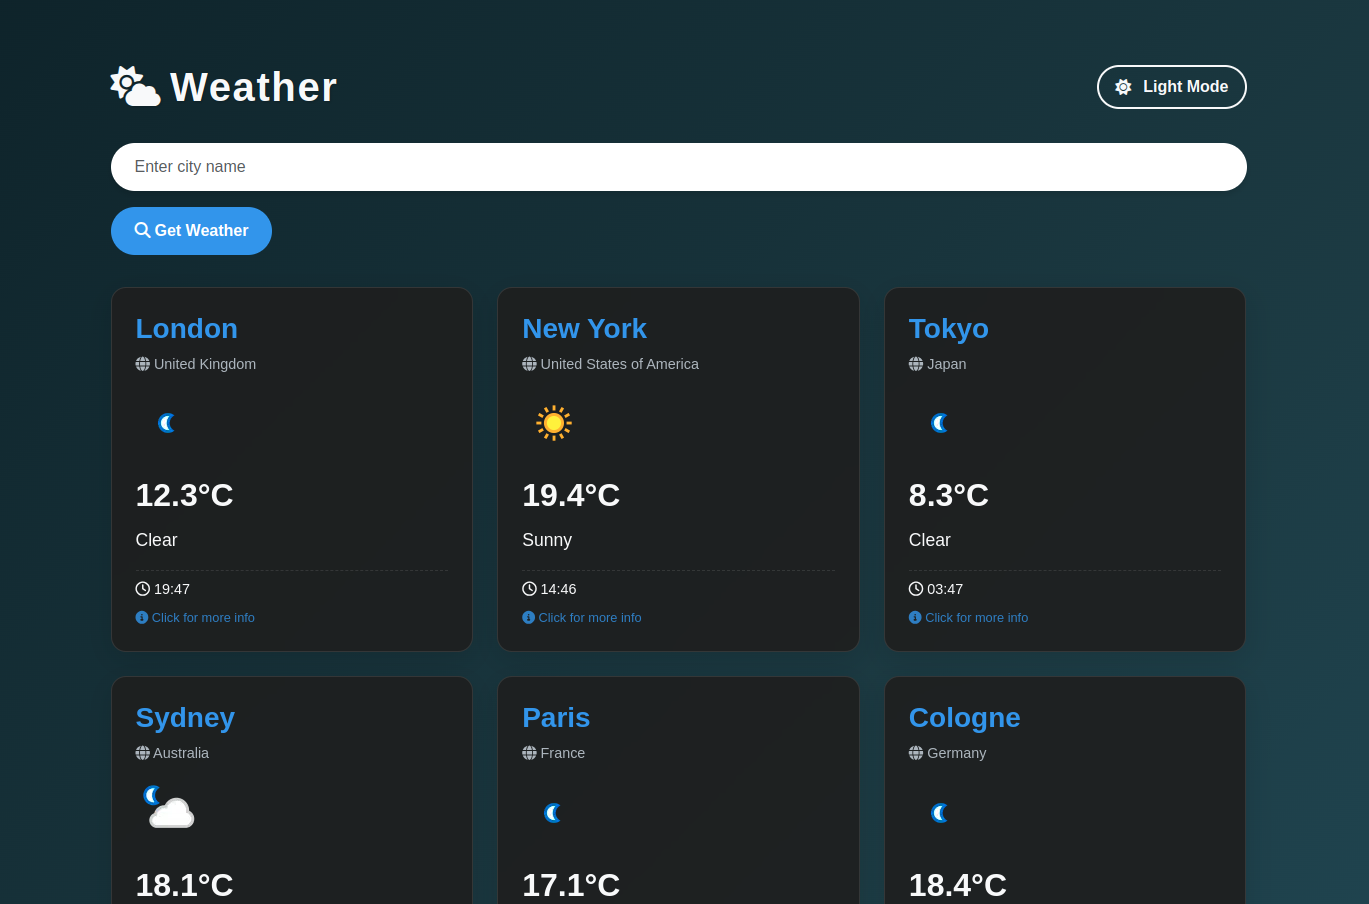 Weather
Light Mode
Enter city name
Get Weather
London
United Kingdom
12.3°C
Clear
19:47
Click for more info
New York
United States of America
19.4°C
Sunny
14:46
Click for more info
Tokyo
Japan
8.3°C
Clear
03:47
Click for more info
Sydney
Australia
18.1°C
Paris
France
17.1°C
Cologne
Germany
18.4°C